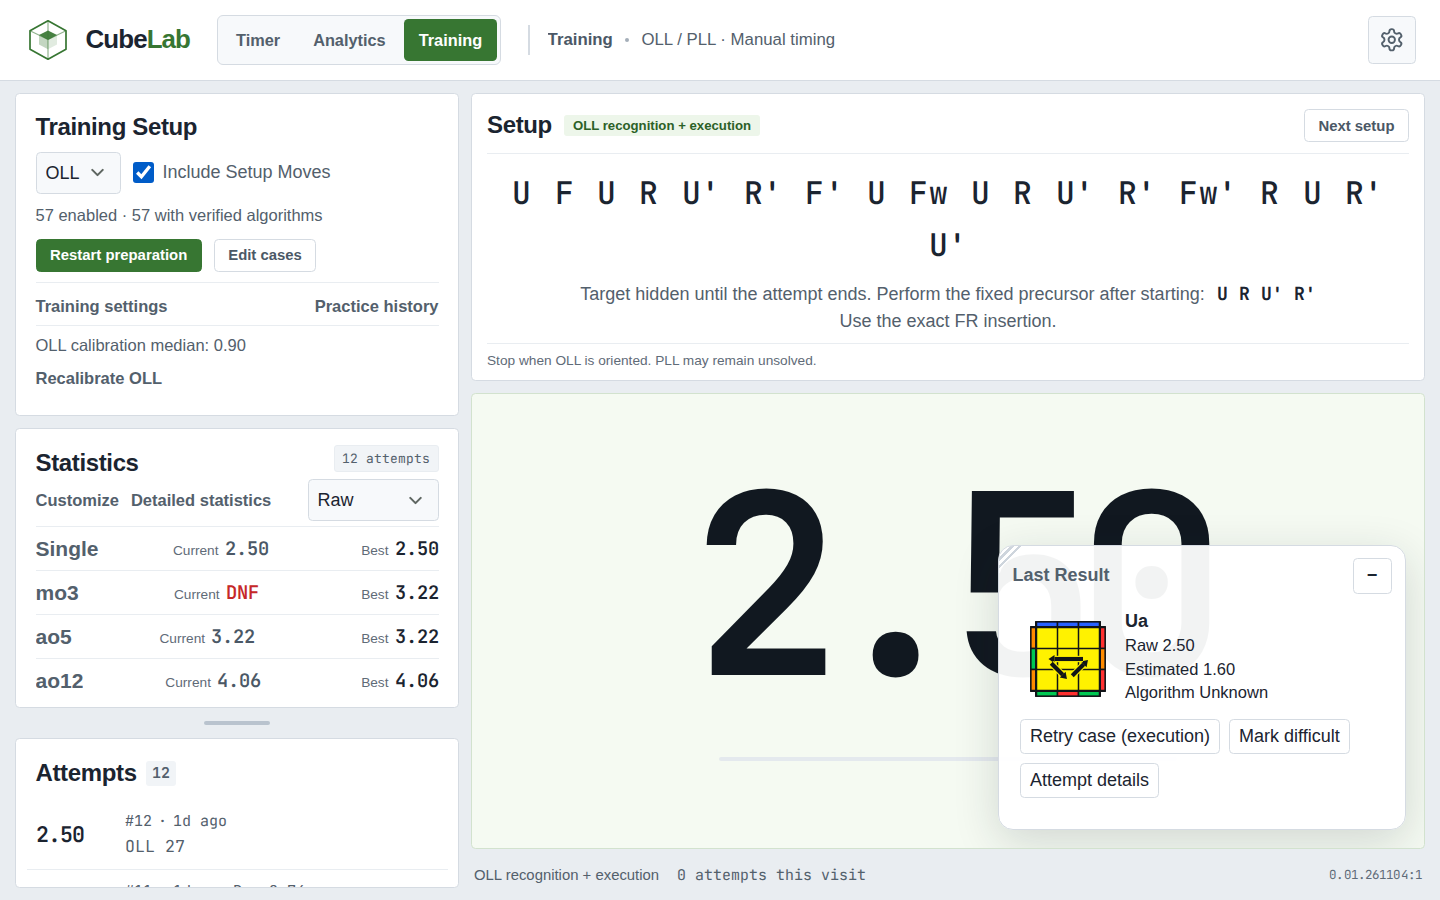 CubeLab
Timer
Analytics
Training
Training • OLL / PLL · Manual timing
Training Setup
OLL
Include Setup Moves
57 enabled · 57 with verified algorithms
Restart preparation
Edit cases
Training settings
Practice history
OLL calibration median: 0.90
Recalibrate OLL
Statistics
12 attempts
Customize
Detailed statistics
Raw
Single Current 2.50 Best 2.50
mo3 Current DNF Best 3.22
ao5 Current 3.22 Best 3.22
ao12 Current 4.06 Best 4.06
Attempts 12
2.50
#12 · 1d ago
OLL 27
Setup
OLL recognition + execution
Next setup
U F U R U' R' F' U Fw U R U' R' Fw' R U R'
U'
Target hidden until the attempt ends. Perform the fixed precursor after starting: U R U' R'
Use the exact FR insertion.
Stop when OLL is oriented. PLL may remain unsolved.
2.50
Last Result
−
Ua
Raw 2.50
Estimated 1.60
Algorithm Unknown
Retry case (execution)
Mark difficult
Attempt details
OLL recognition + execution
0 attempts this visit
0.01.261104:1